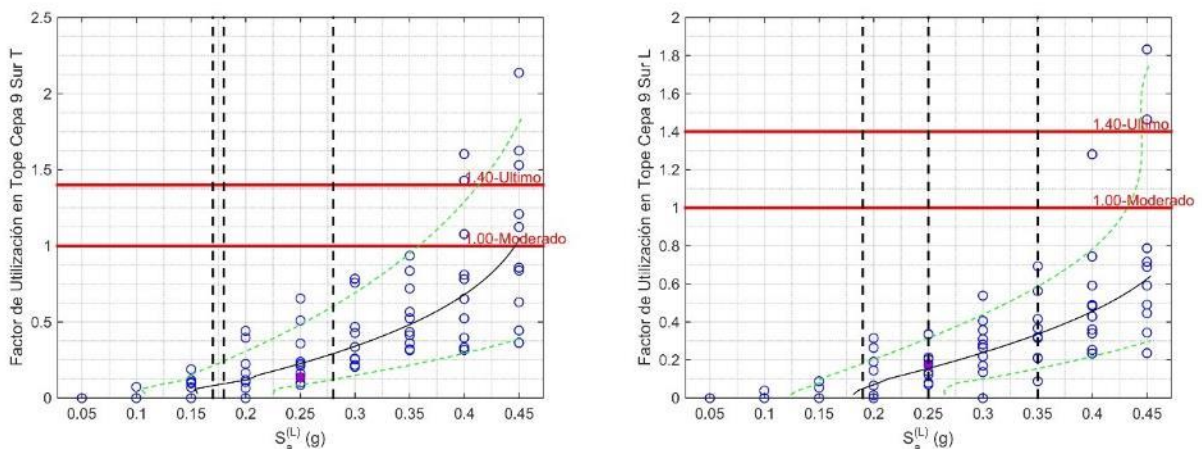 Factor de Utilización en Tope Cepa 9 Sur T
2.5
2
1.5
1
0.5
0
1.40-Ultimo
1.00-Moderado
0.05 0.1 0.15 0.2 0.25 0.3 0.35 0.4 0.45
S_a^(L) (g)
Factor de Utilización en Tope Cepa 9 Sur L
2
1.8
1.6
1.4
1.2
1
0.8
0.6
0.4
0.2
0
1.40-Ultimo
1.00-Moderado
0.05 0.1 0.15 0.2 0.25 0.3 0.35 0.4 0.45
S_a^(L) (g)